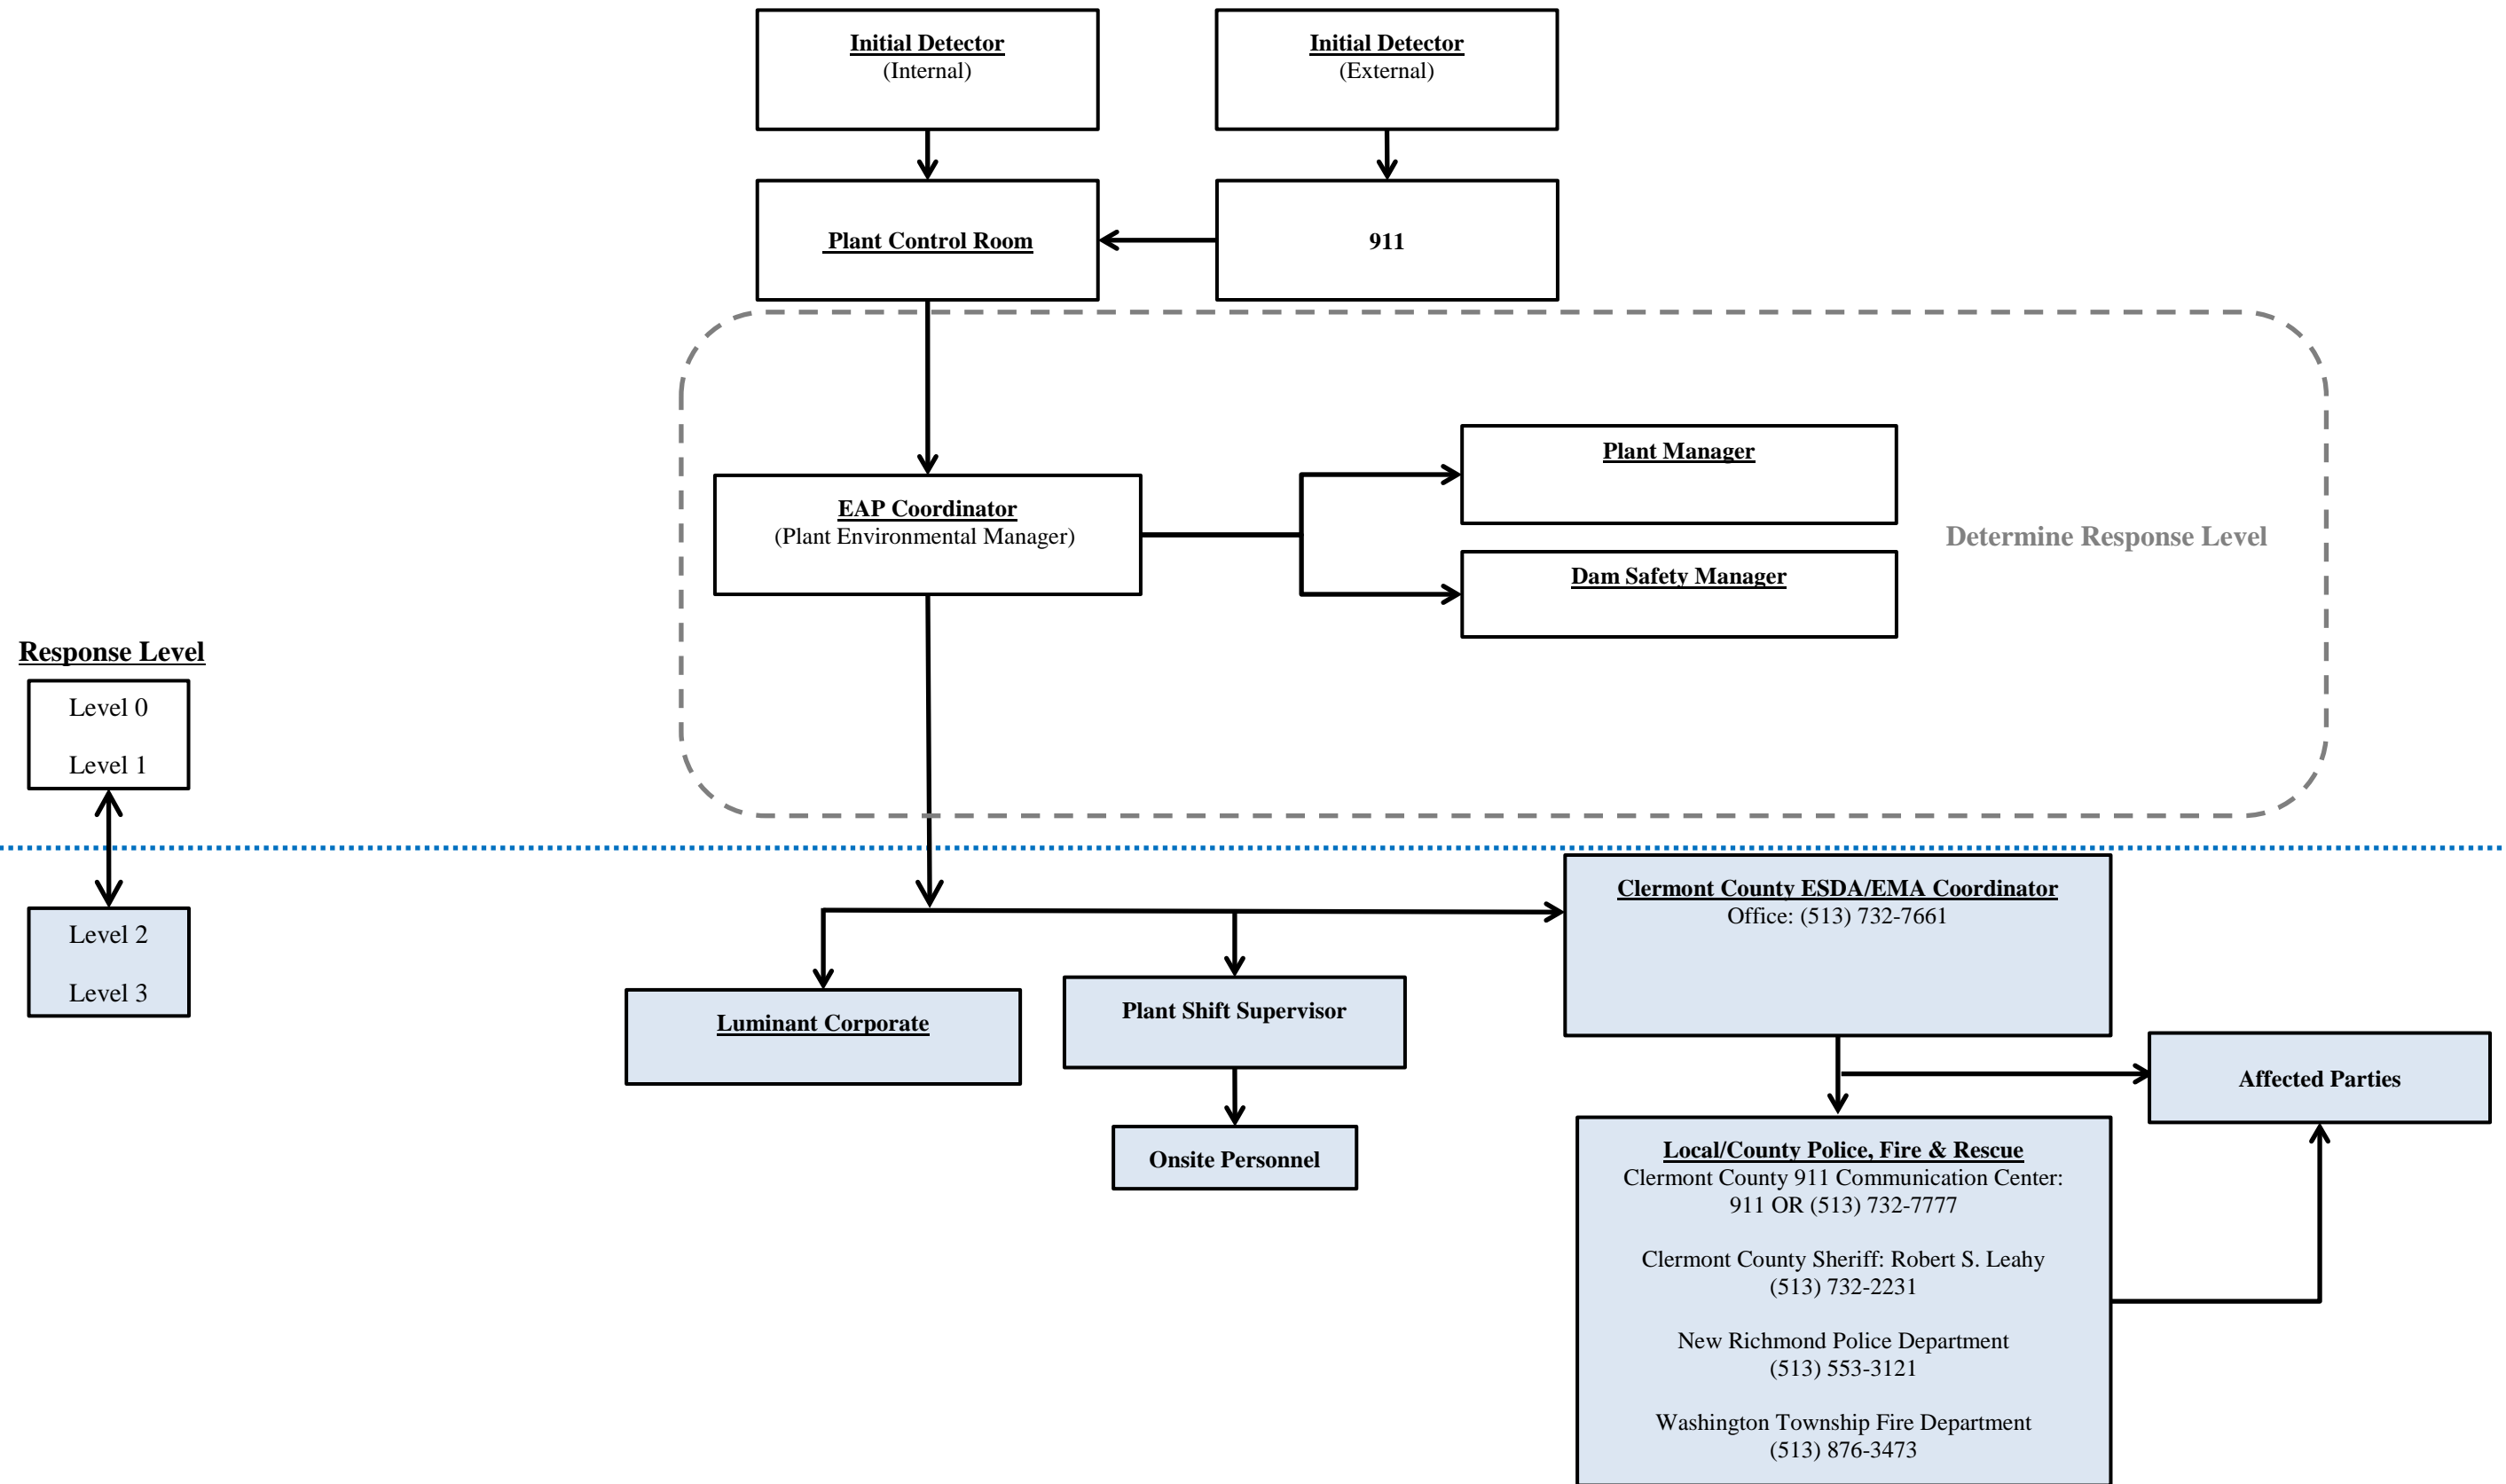 Initial Detector
(Internal)
Initial Detector
(External)
Plant Control Room
911
EAP Coordinator
(Plant Environmental Manager)
Plant Manager
Dam Safety Manager
Determine Response Level
Response Level
Level 0
Level 1
Level 2
Level 3
Luminant Corporate
Plant Shift Supervisor
Onsite Personnel
Clermont County ESDA/EMA Coordinator
Office: (513) 732-7661
Affected Parties
Local/County Police, Fire & Rescue
Clermont County 911 Communication Center:
911 OR (513) 732-7777
Clermont County Sheriff: Robert S. Leahy
(513) 732-2231
New Richmond Police Department
(513) 553-3121
Washington Township Fire Department
(513) 876-3473